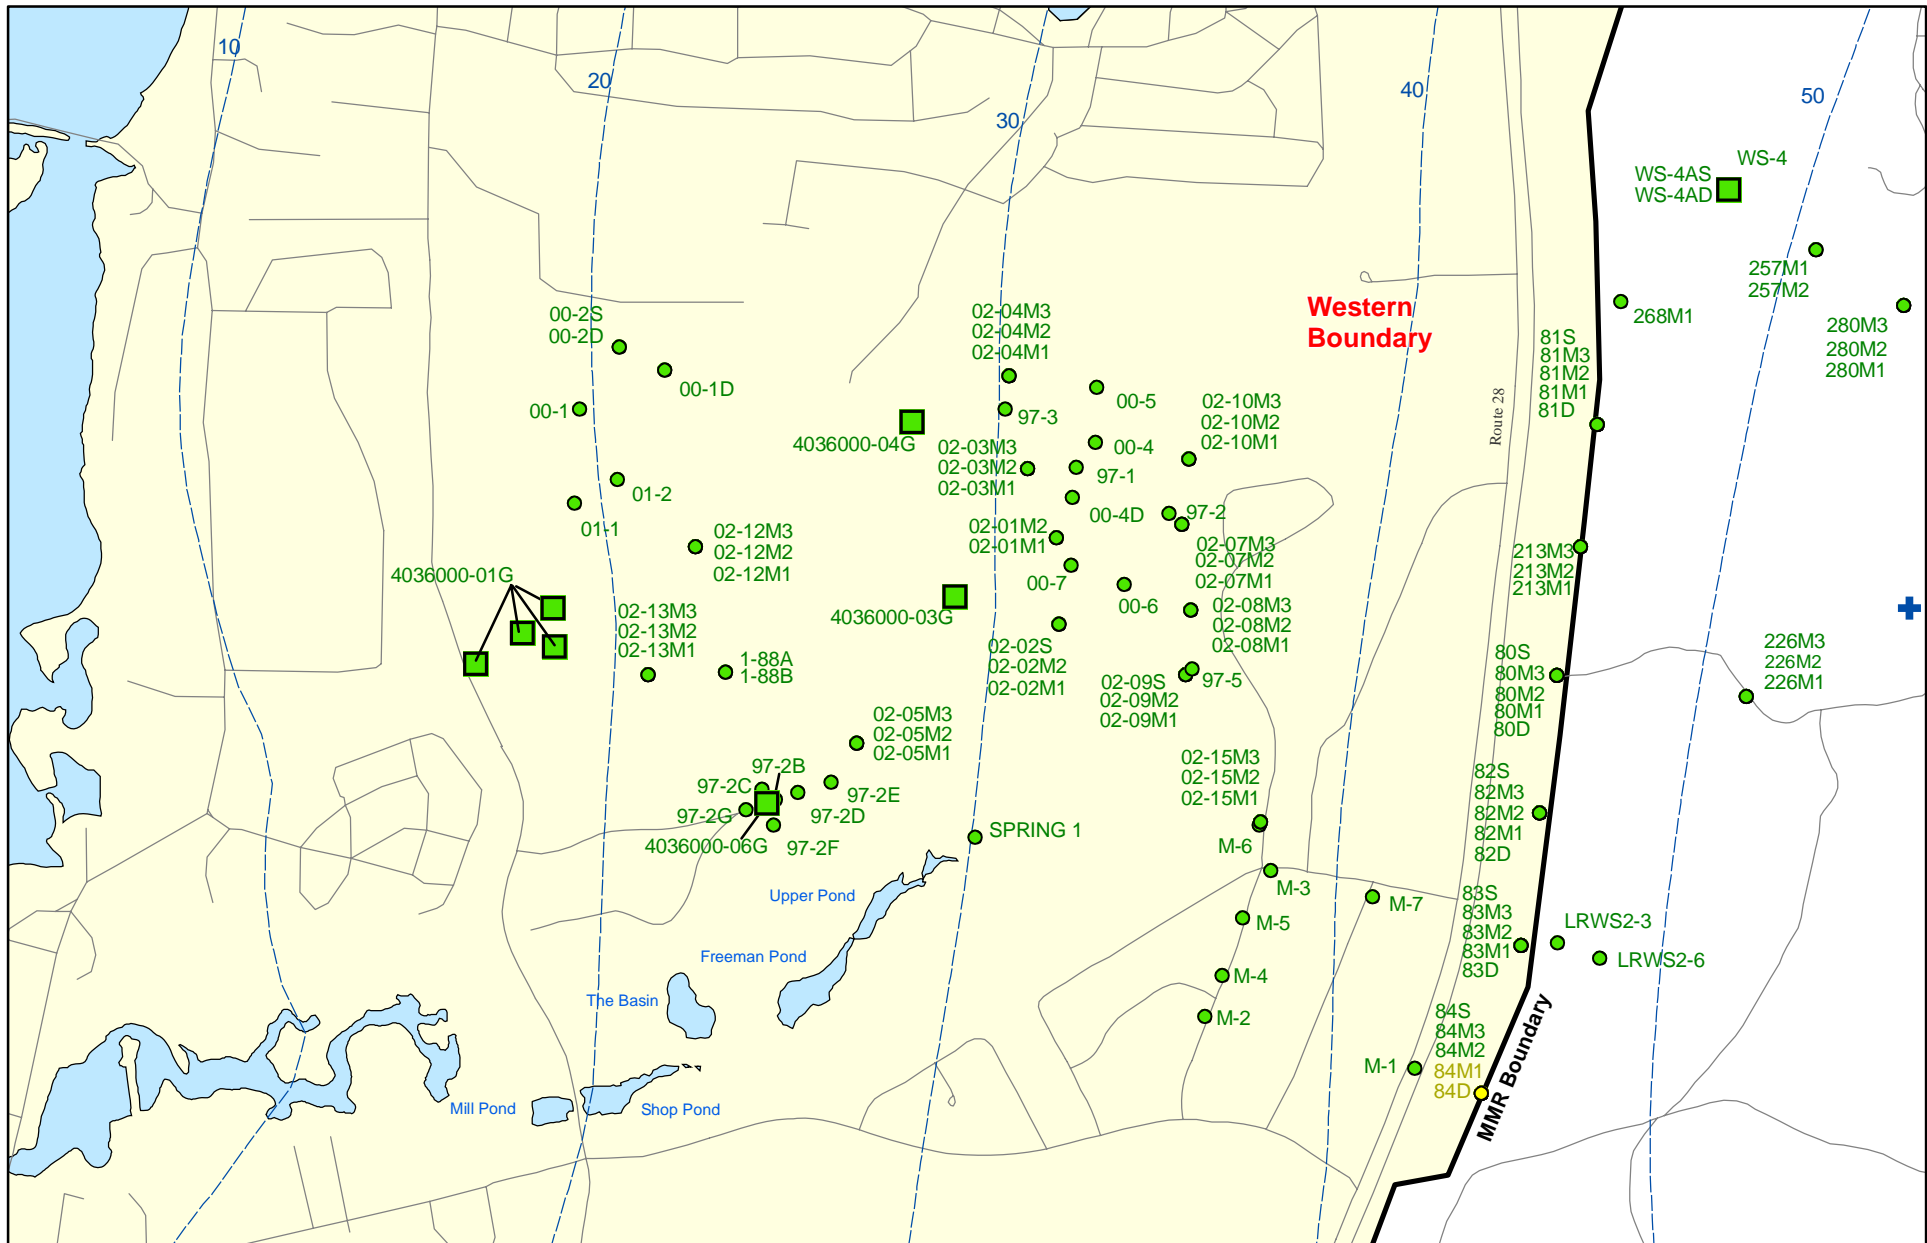 10
20
30
40
50
WS-4
WS-4AS
WS-4AD
257M1
257M2
268M1
280M3
280M2
280M1
Western
Boundary
00-2S
00-2D
00-1D
00-1
02-04M3
02-04M2
02-04M1
00-5
97-3
4036000-04G
02-03M3
02-03M2
02-03M1
00-4
97-1
02-10M3
02-10M2
02-10M1
Route 28
81S
81M3
81M2
81M1
81D
01-2
01-1
00-4D
97-2
02-01M2
02-01M1
02-12M3
02-12M2
02-12M1
02-07M3
02-07M2
02-07M1
213M3
213M2
213M1
4036000-01G
00-7
00-6
4036000-03G
02-13M3
02-13M2
02-13M1
02-08M3
02-08M2
02-08M1
1-88A
1-88B
02-02S
02-02M2
02-02M1
97-5
02-09S
02-09M2
02-09M1
80S
80M3
80M2
80M1
80D
226M3
226M2
226M1
02-05M3
02-05M2
02-05M1
97-2B
97-2C
97-2E
97-2G
97-2D
4036000-06G
97-2F
02-15M3
02-15M2
02-15M1
82S
82M3
82M2
82M1
82D
SPRING 1
M-6
M-3
M-7
M-5
Upper Pond
83S
83M3
83M2
83M1
83D
LRWS2-3
LRWS2-6
Freeman Pond
M-4
The Basin
M-2
84S
84M3
84M2
84M1
84D
M-1
MMR Boundary
Mill Pond
Shop Pond